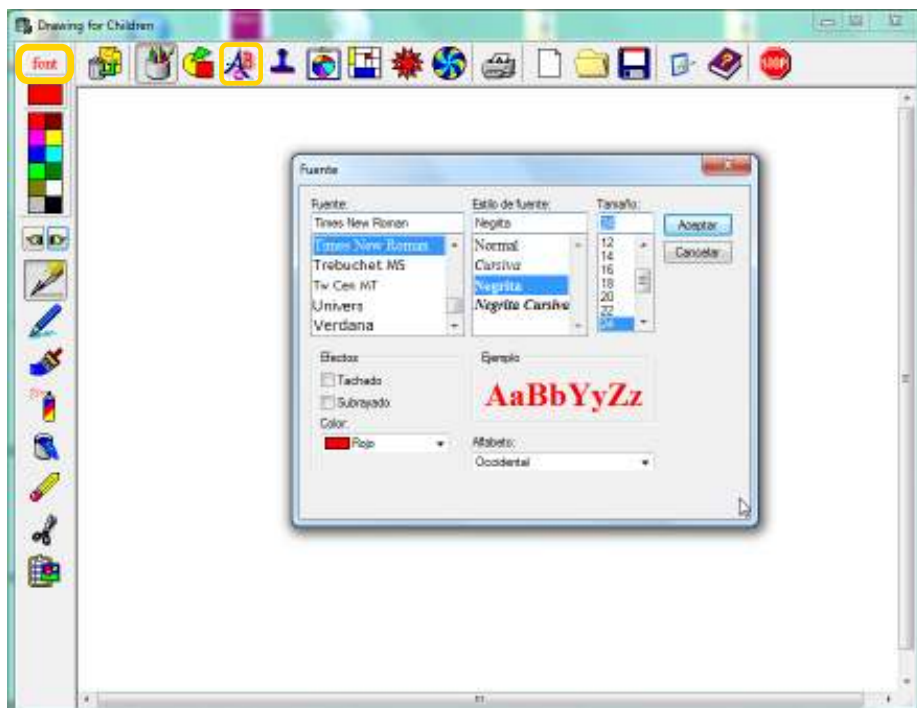 Drawing for Children
font
STOP!
Fuente
Fuente:
Times New Roman
Times New Roman
Trebuchet MS
Tw Cen MT
Univers
Verdana
Estilo de fuente:
Negrita
Normal
Cursiva
Negrita
Negrita Cursiva
Tamaño:
24
12
14
16
18
20
22
24
Aceptar
Cancelar
Efectos
Tachado
Subrayado
Color:
Rojo
Ejemplo
AaBbYyZz
Alfabeto:
Occidental